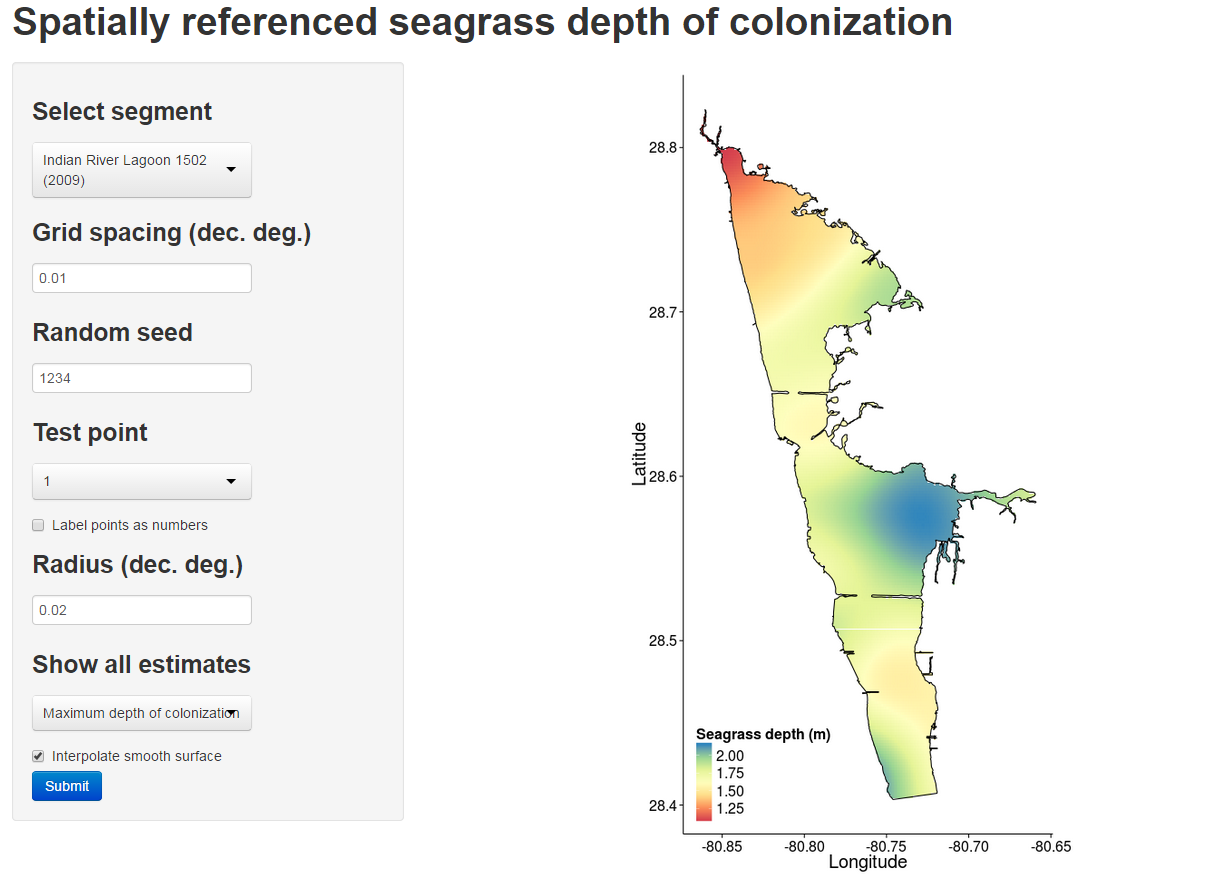 Spatially referenced seagrass depth of colonization
Select segment
Indian River Lagoon 1502
(2009)
Grid spacing (dec. deg.)
0.01
Random seed
1234
Test point
1
Label points as numbers
Radius (dec. deg.)
0.02
Show all estimates
Maximum depth of colonization
Interpolate smooth surface
Submit
Latitude
28.8
28.7
28.6
28.5
28.4
Seagrass depth (m)
2.00
1.75
1.50
1.25
-80.85 -80.80 -80.75 -80.70 -80.65
Longitude